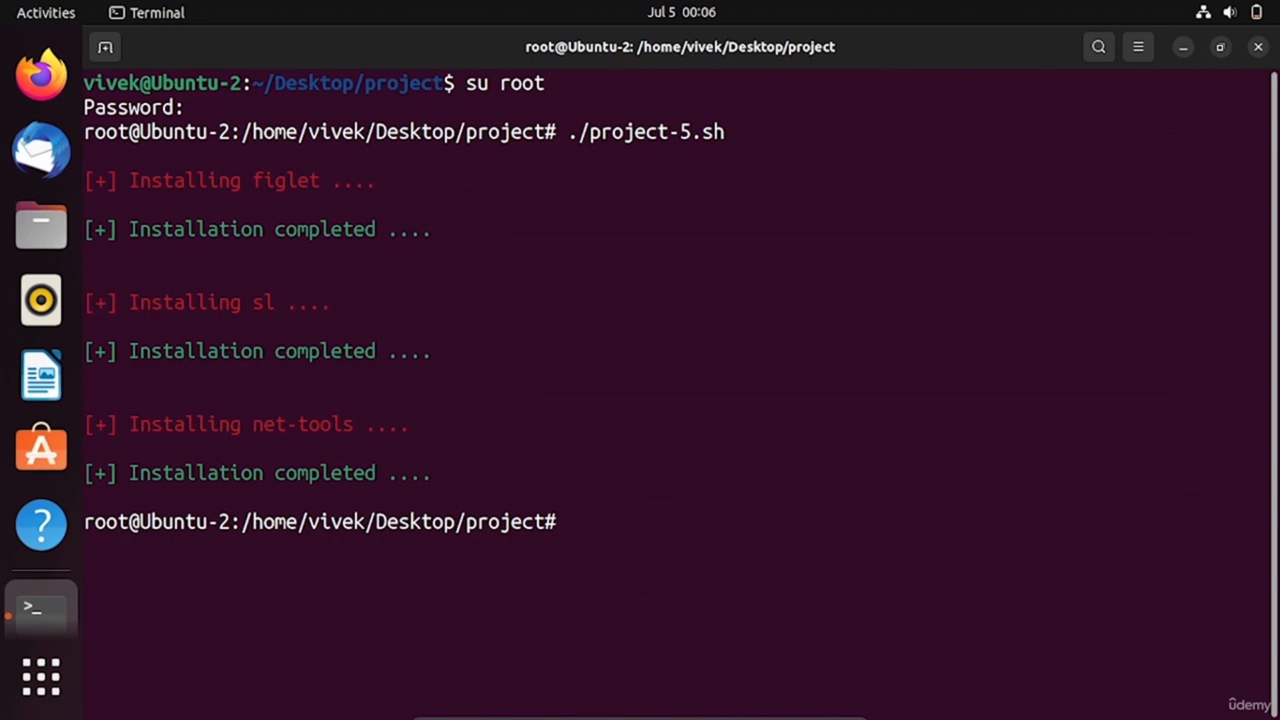 Activities
Terminal
Jul 5 00:06
root@Ubuntu-2: /home/vivek/Desktop/project
vivek@Ubuntu-2:~/Desktop/project$ su root
Password:
root@Ubuntu-2:/home/vivek/Desktop/project# ./project-5.sh
[+] Installing figlet ....
[+] Installation completed ....
[+] Installing sl ....
[+] Installation completed ....
[+] Installing net-tools ....
[+] Installation completed ....
root@Ubuntu-2:/home/vivek/Desktop/project#
>_
?
ûdemy